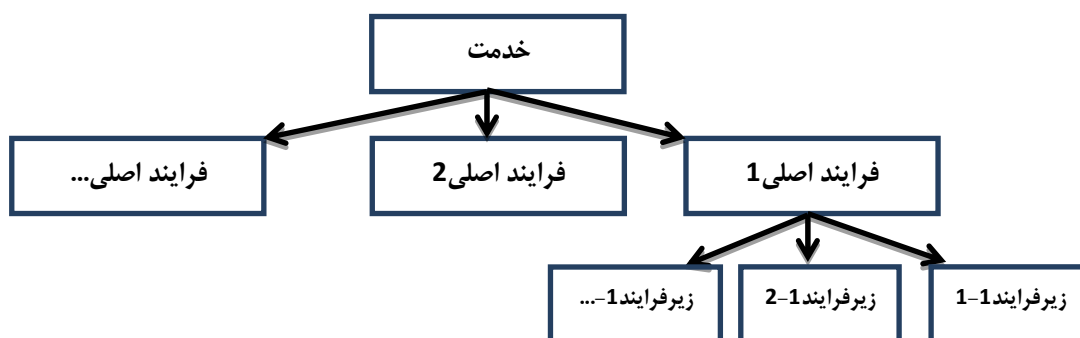 خدمت
فرایند اصلی1
فرایند اصلی2
فرایند اصلی...
زیرفرایند1-1
زیرفرایند1-2
زیرفرایند1-...